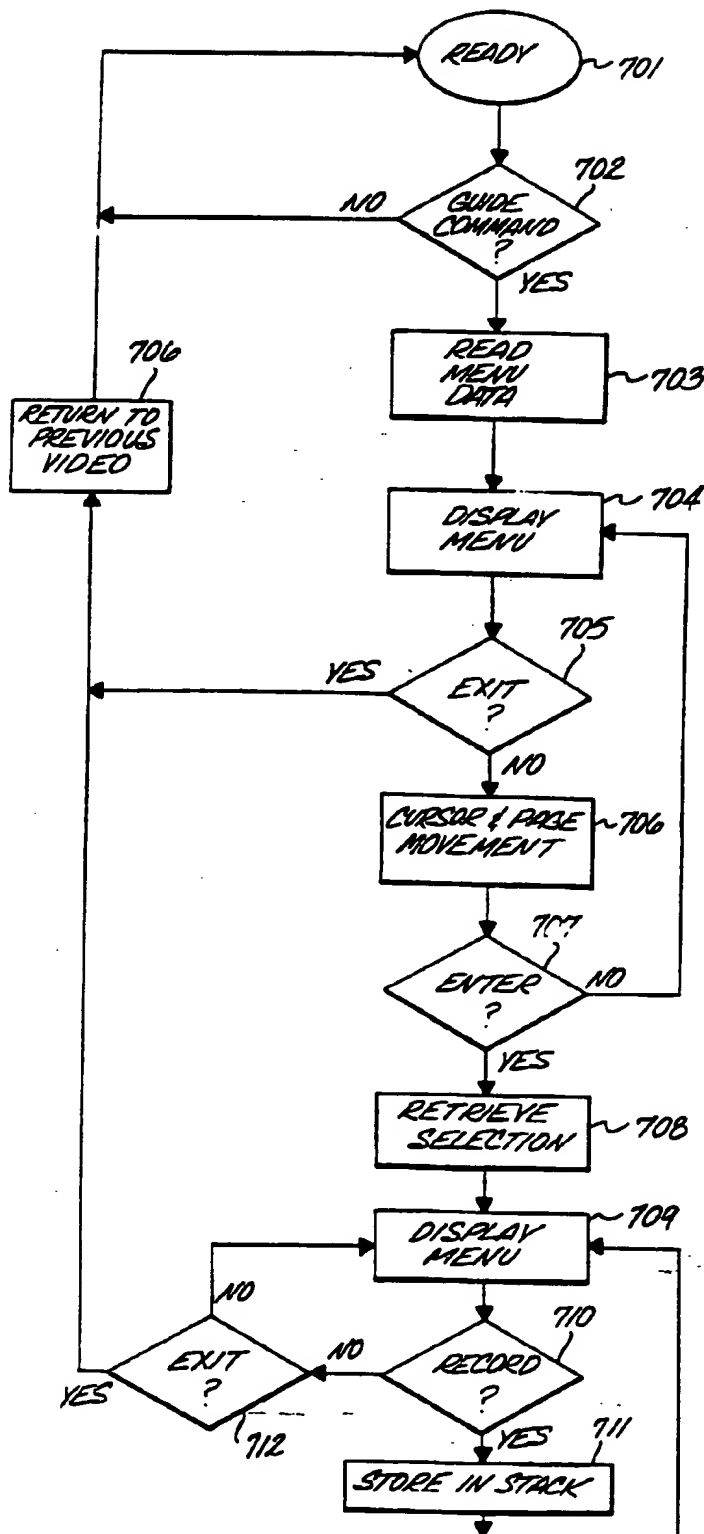 READY
701
702
GUIDE
COMMAND
?
NO
YES
706
READ
MENU
DATA
703
RETURN TO
PREVIOUS
VIDEO
704
DISPLAY
MENU
705
YES
EXIT
?
NO
CURSOR & PAGE
MOVEMENT
706
707
ENTER
?
NO
YES
RETRIEVE
SELECTION
708
709
DISPLAY
MENU
NO
710
EXIT
?
NO
RECORD
?
YES
712
YES
711
STORE IN STACK